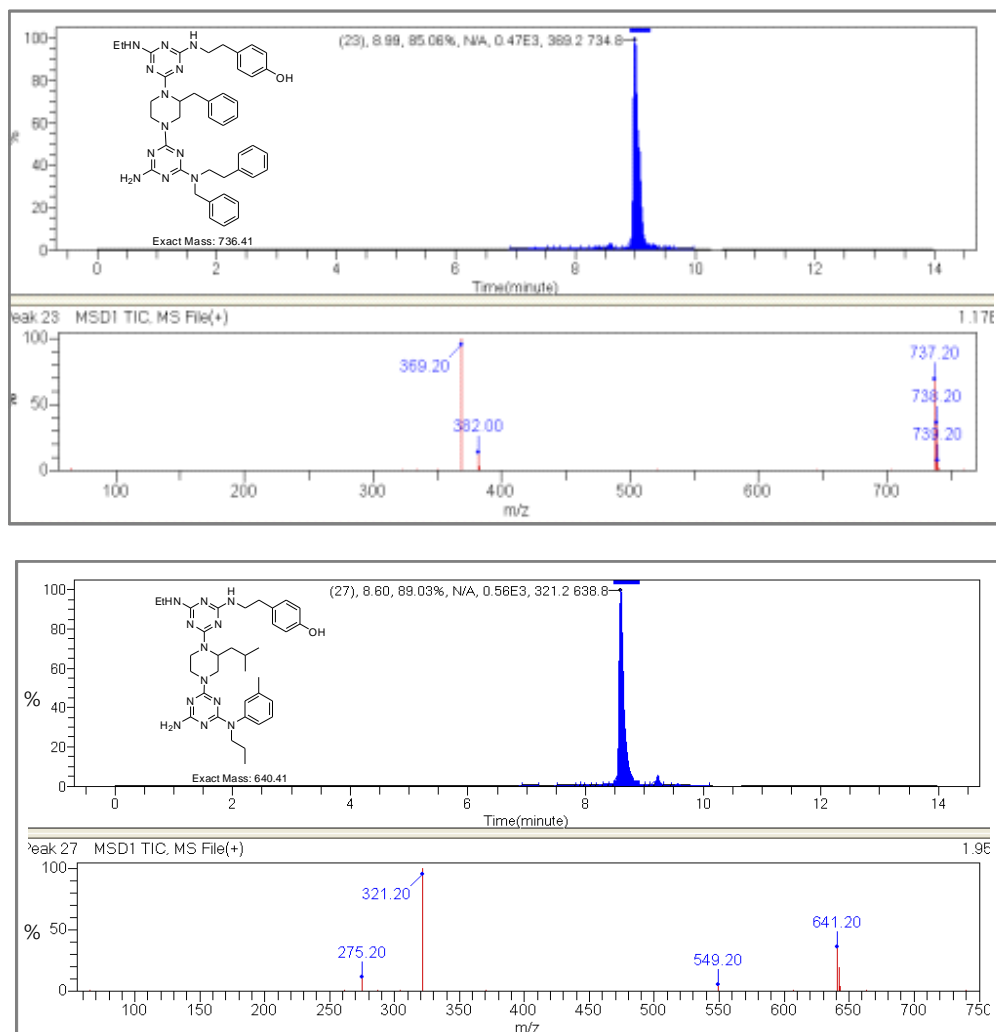 100
(23), 8.99, 85.06%, N/A, 0.47E3, 369.2 734.8
80
60
%
40
20
0
EtHN
H
N
N
N
N
OH
N
N
N
N
N
H2N
N
N
Exact Mass: 736.41
0 2 4 6 8 10 12 14
Time(minute)
Peak 23 MSD1 TIC, MS File(+) 1.17E
100
50
0
369.20
382.00
737.20
738.20
739.20
100 200 300 400 500 600 700
m/z
100
(27), 8.60, 89.03%, N/A, 0.56E3, 321.2 638.8
80
60
%
40
20
0
EtHN
H
N
N
N
N
OH
N
N
N
N
N
H2N
N
N
Exact Mass: 640.41
0 2 4 6 8 10 12 14
Time(minute)
Peak 27 MSD1 TIC, MS File(+) 1.95
100
%
50
0
321.20
275.20
549.20
641.20
100 150 200 250 300 350 400 450 500 550 600 650 700 750
m/z